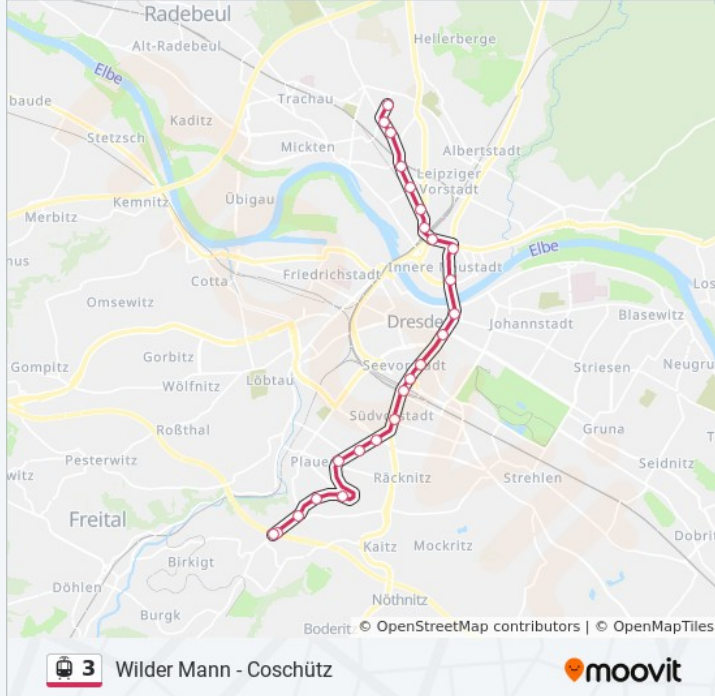 Radebeul
Hellerberge
Alt-Radebeul
Elbe
baude
Trachau
Kaditz
Stetzsch
Mickten
Albertstadt
Leipziger
Vorstadt
Kemnitz
Übigau
Merbitz
Elbe
nus
Friedrichstadt
Innere Neustadt
Cotta
Los
Omsewitz
Dresde
Johannstadt
Blasewitz
Gorbitz
Seevorstadt
Gompitz
Löbtau
Striesen
Neugru
Wölfnitz
Südvorstadt
Roßthal
Gruna
T
Pesterwitz
Plaue
Seidnitz
witz
Räcknitz
Strehlen
Freital
Dobrit
Kaitz
Mockritz
Birkigt
Döhlen
Nöthnitz
Burgk
Boderit
© OpenStreetMap contributors | © OpenMapTiles
3 Wilder Mann - Coschütz
moovit